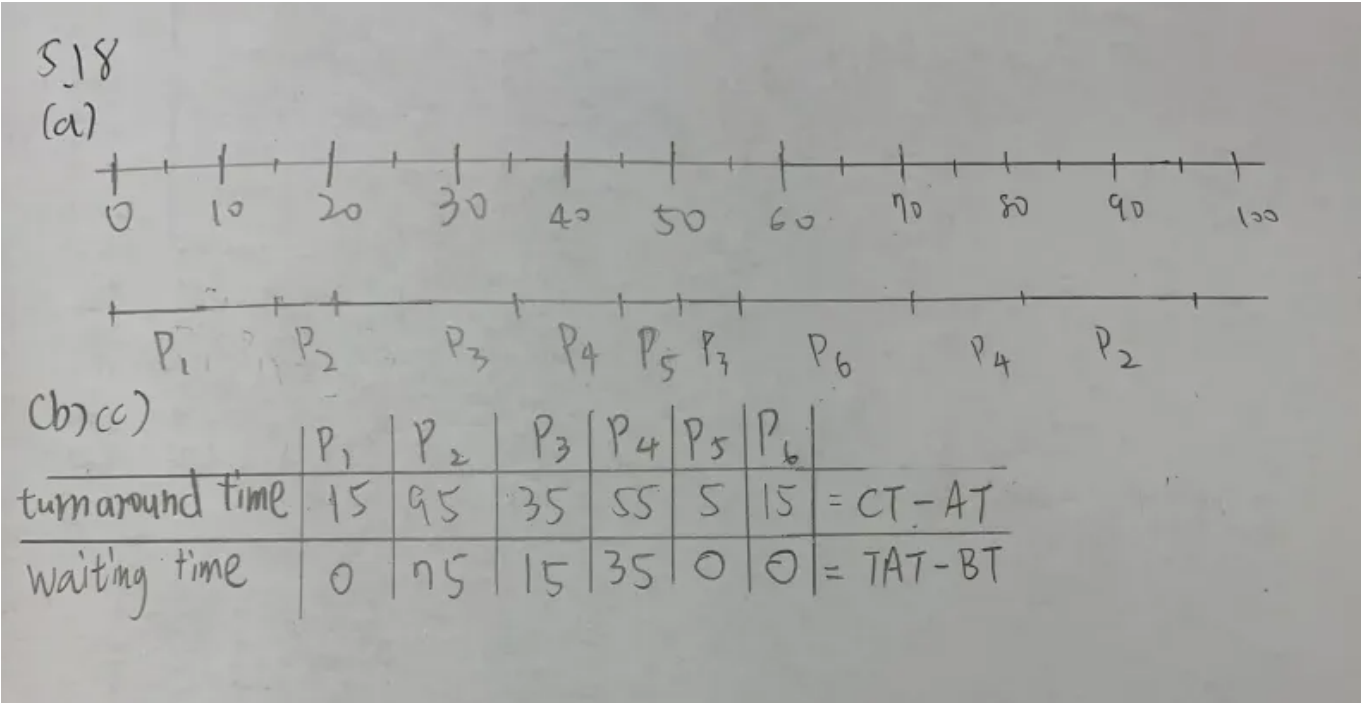 5.18
(a)
0 10 20 30 40 50 60 70 80 90 100
P1 P2 P3 P4 P5 P3 P6 P4 P2
(b)(c)
P1 P2 P3 P4 P5 P6
turnaround time 15 95 35 55 5 15 = CT-AT
waiting time 0 75 15 35 0 0 = TAT-BT